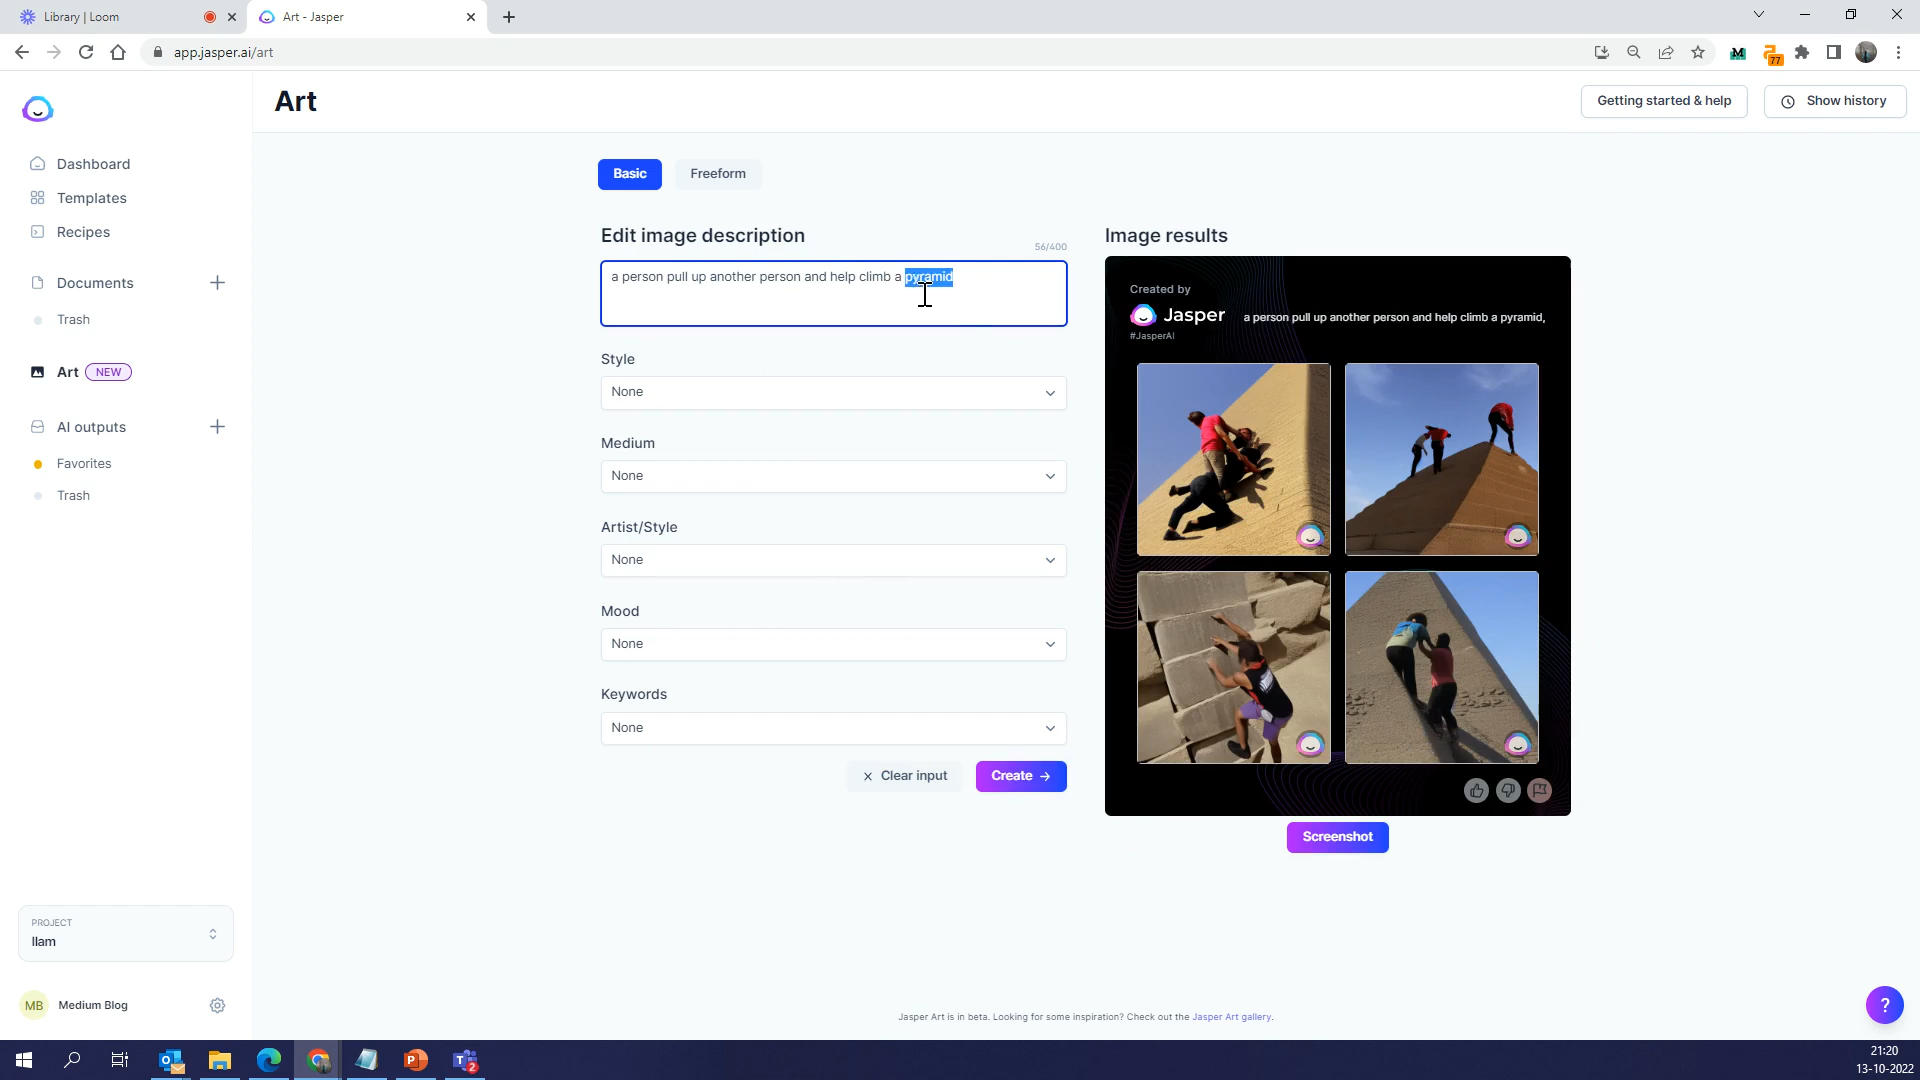 Library | Loom
Art - Jasper
app.jasper.ai/art
77
Art
Getting started & help
Show history
Dashboard
Templates
Recipes
Documents
Trash
Art NEW
AI outputs
Favorites
Trash
PROJECT
llam
MB Medium Blog
Basic
Freeform
Edit image description
56/400
a person pull up another person and help climb a pyramid
Style
None
Medium
None
Artist/Style
None
Mood
None
Keywords
None
Clear input
Create →
Image results
Created by
Jasper
#JasperAI
a person pull up another person and help climb a pyramid,
Screenshot
Jasper Art is in beta. Looking for some inspiration? Check out the Jasper Art gallery.
?
21:20
13-10-2022